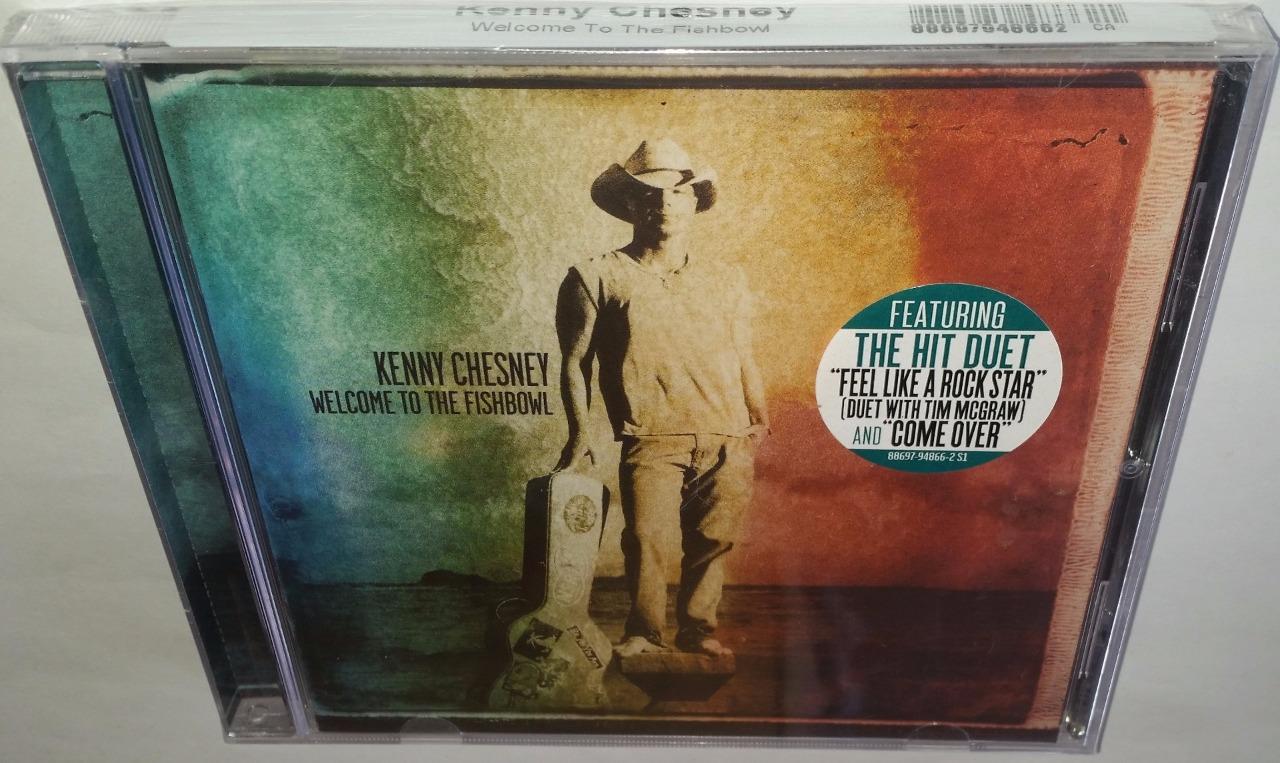 Kenny Chesney
Welcome To The Fishbowl
88697948662
CA
KENNY CHESNEY
WELCOME TO THE FISHBOWL
FEATURING
THE HIT DUET
"FEEL LIKE A ROCK STAR"
(DUET WITH TIM MCGRAW)
AND "COME OVER"
88697-94866-2 S1